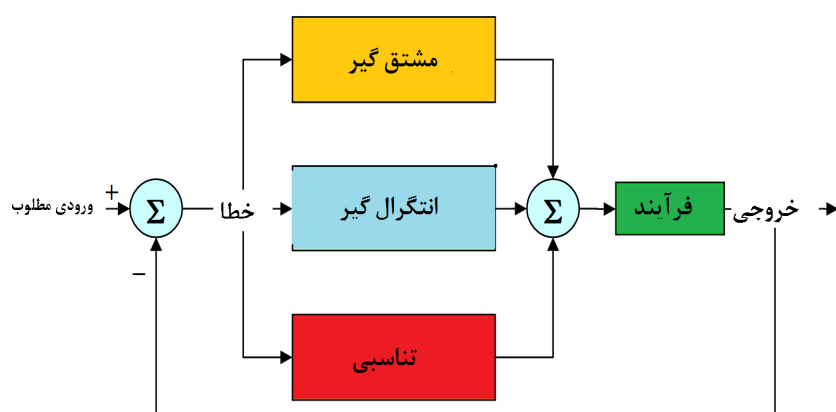 مشتق گیر
ورودی مطلوب
+
Σ
−
خطا
انتگرال گیر
Σ
فرآیند
خروجی
تناسبی